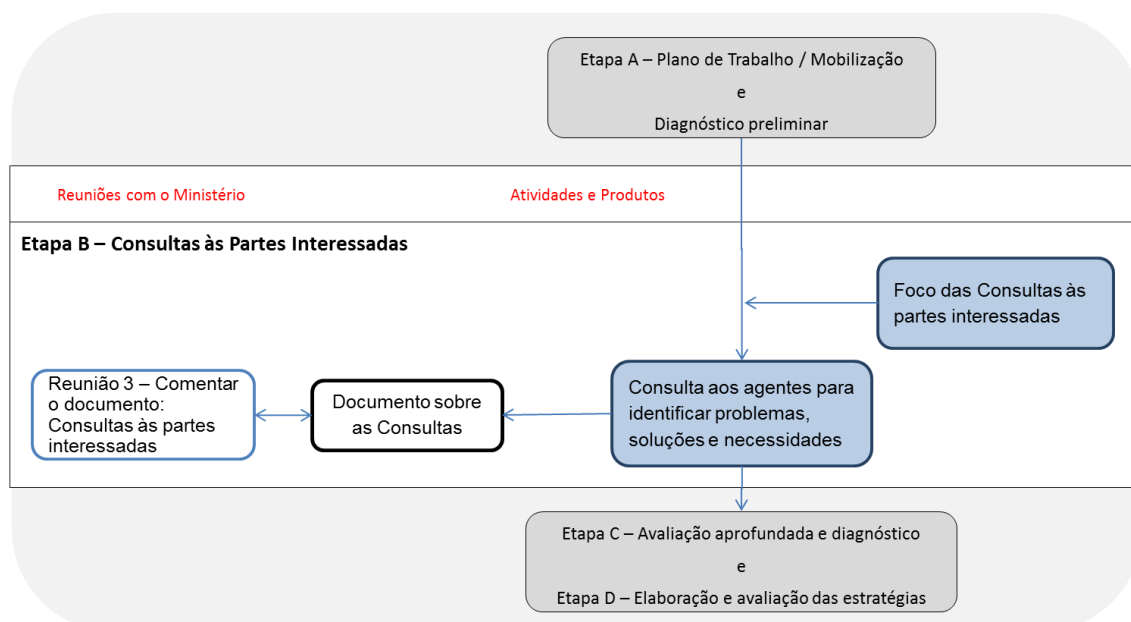 Etapa A – Plano de Trabalho / Mobilização
e
Diagnóstico preliminar
Reuniões com o Ministério
Atividades e Produtos
Etapa B – Consultas às Partes Interessadas
Foco das Consultas às
partes interessadas
Reunião 3 – Comentar
o documento:
Consultas às partes
interessadas
Documento sobre
as Consultas
Consulta aos agentes para
identificar problemas,
soluções e necessidades
Etapa C – Avaliação aprofundada e diagnóstico
e
Etapa D – Elaboração e avaliação das estratégias